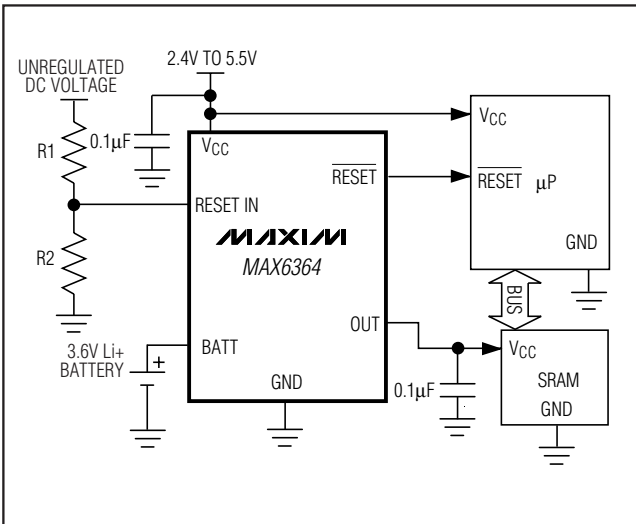 2.4V TO 5.5V
UNREGULATED
DC VOLTAGE
R1
0.1µF
VCC
VCC
RESET
RESET
µP
RESET IN
MAXIM
MAX6364
R2
GND
BUS
OUT
3.6V Li+
BATTERY
+
BATT
VCC
SRAM
GND
0.1µF
GND